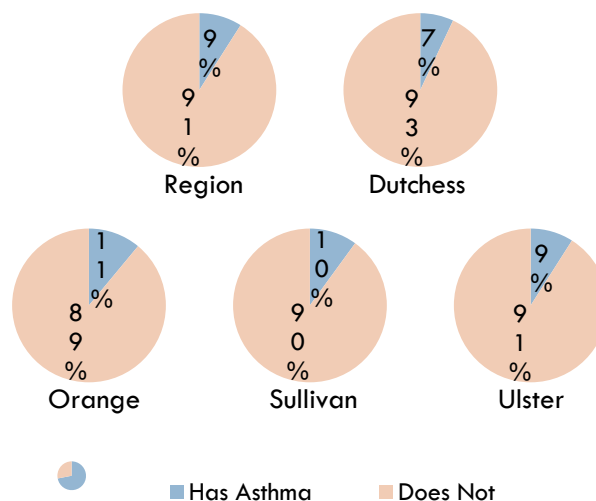 9%
91%
Region
7%
93%
Dutchess
11%
89%
Orange
10%
90%
Sullivan
9%
91%
Ulster
Has Asthma
Does Not